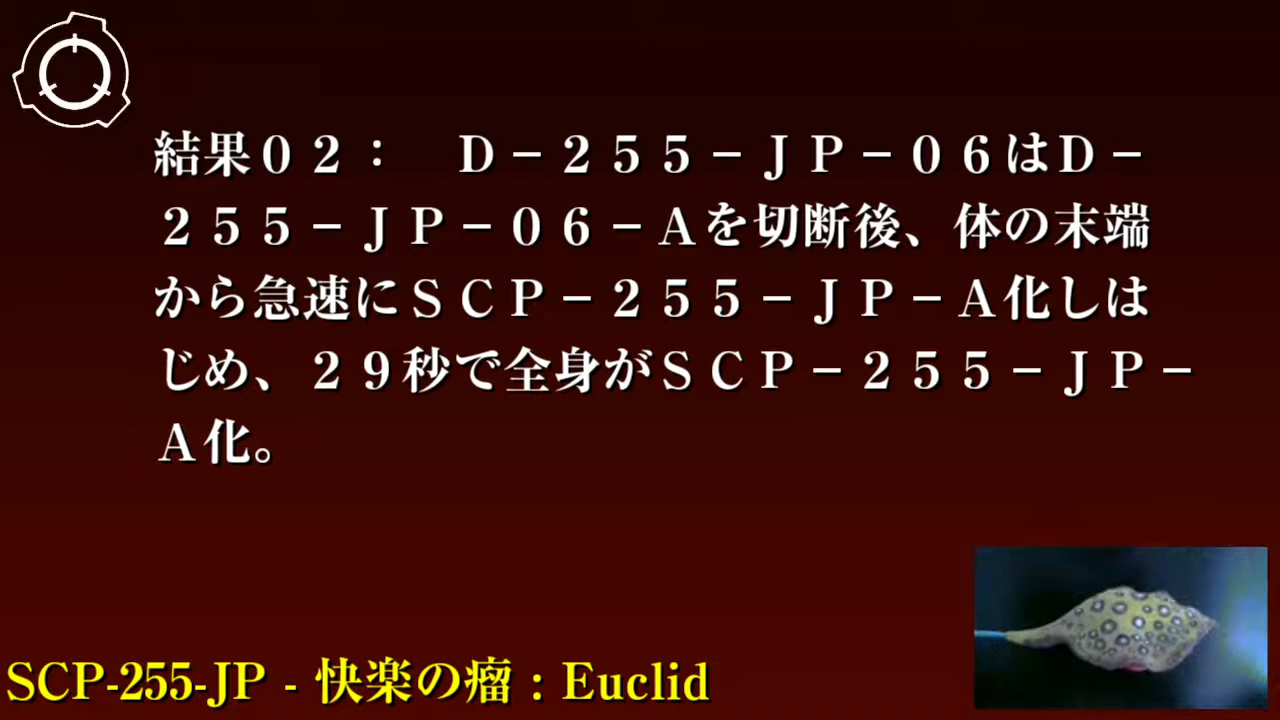 結果０２：　Ｄ－２５５－ＪＰ－０６はＤ－
２５５－ＪＰ－０６－Ａを切断後、体の末端
から急速にＳＣＰ－２５５－ＪＰ－Ａ化しは
じめ、２９秒で全身がＳＣＰ－２５５－ＪＰ－
Ａ化。
SCP-255-JP - 快楽の瘤 : Euclid